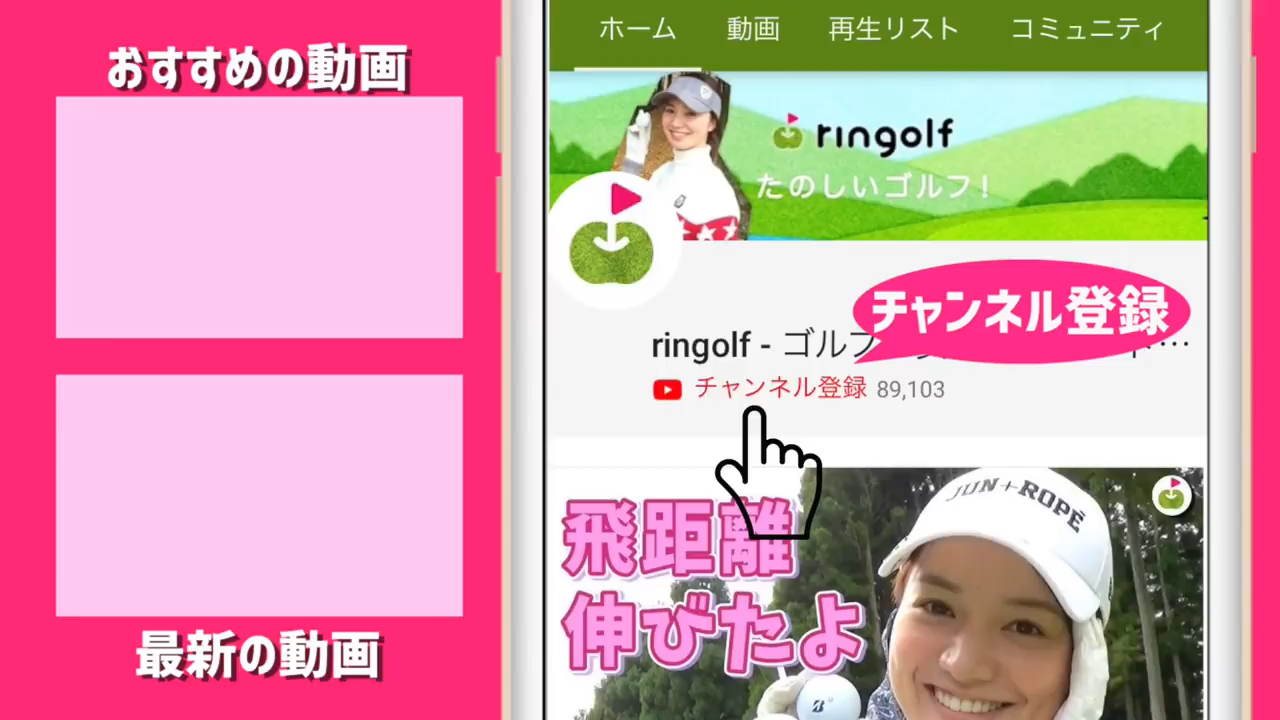 おすすめの動画
最新の動画
ホーム 動画 再生リスト コミュニティ
ringolf
たのしいゴルフ!
チャンネル登録
ringolf - ゴルフ
チャンネル登録 89,103
JUN+ROPÉ
飛距離
伸びたよ
B